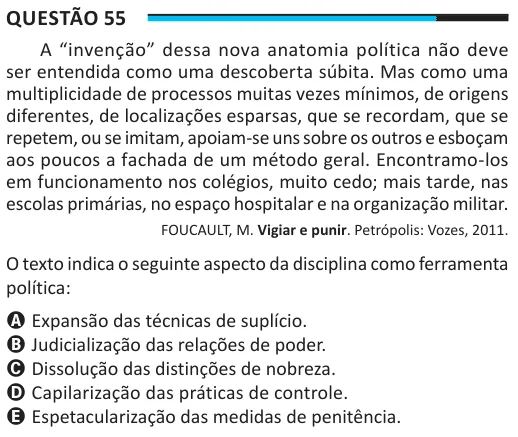 QUESTÃO 55
A “invenção” dessa nova anatomia política não deve
ser entendida como uma descoberta súbita. Mas como uma
multiplicidade de processos muitas vezes mínimos, de origens
diferentes, de localizações esparsas, que se recordam, que se
repetem, ou se imitam, apoiam-se uns sobre os outros e esboçam
aos poucos a fachada de um método geral. Encontramo-los
em funcionamento nos colégios, muito cedo; mais tarde, nas
escolas primárias, no espaço hospitalar e na organização militar.
FOUCAULT, M. Vigiar e punir. Petrópolis: Vozes, 2011.
O texto indica o seguinte aspecto da disciplina como ferramenta
política:
A Expansão das técnicas de suplício.
B Judicialização das relações de poder.
C Dissolução das distinções de nobreza.
D Capilarização das práticas de controle.
E Espetacularização das medidas de penitência.